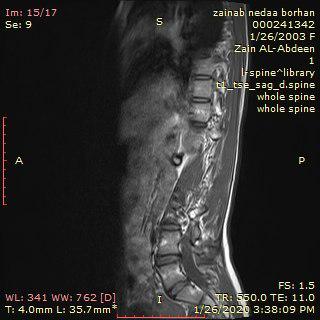 Im: 15/17
Se: 9
zainab nedaa borhan
000241342
1/26/2003 F
Zain AL-Abdeen
1
l-spine^library
t1_tse_sag_d.spine
whole spine
whole spine
S
A
P
I
WL: 341 WW: 762 [D]
T: 4.0mm L: 35.7mm*
FS: 1.5
TR: 550.0 TE: 11.0
1/26/2020 3:38:09 PM